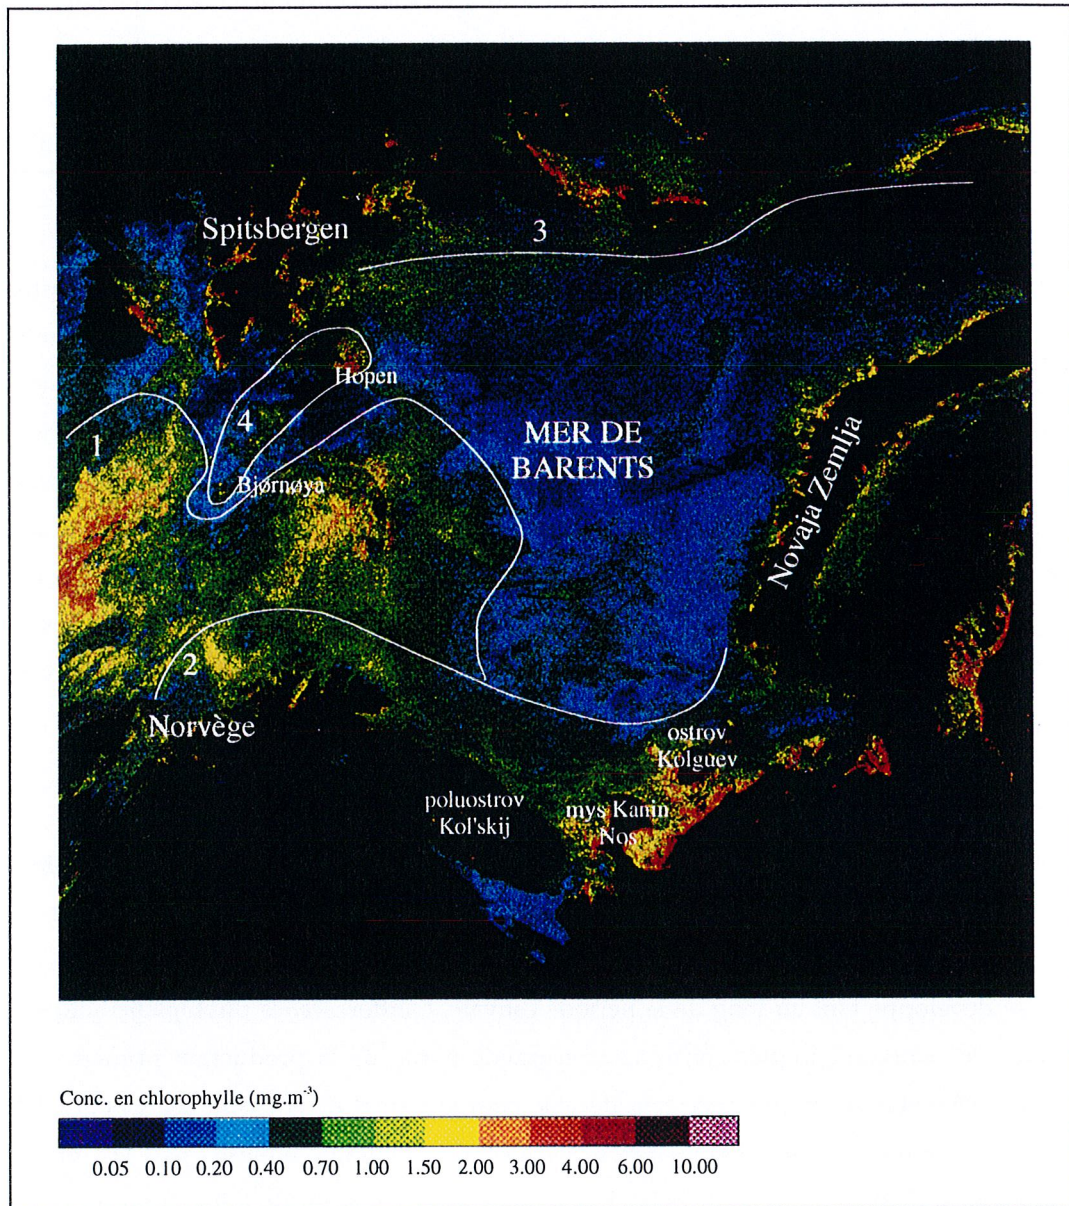 Spitsbergen
3
Hopen
4
1
MER DE
BARENTS
Bjørnøya
Novaja Zemlja
2
Norvège
ostrov
Kolguev
poluostrov
Kol'skij
mys Kanin
Nos
Conc. en chlorophylle (mg.m⁻³)
0.05 0.10 0.20 0.40 0.70 1.00 1.50 2.00 3.00 4.00 6.00 10.00